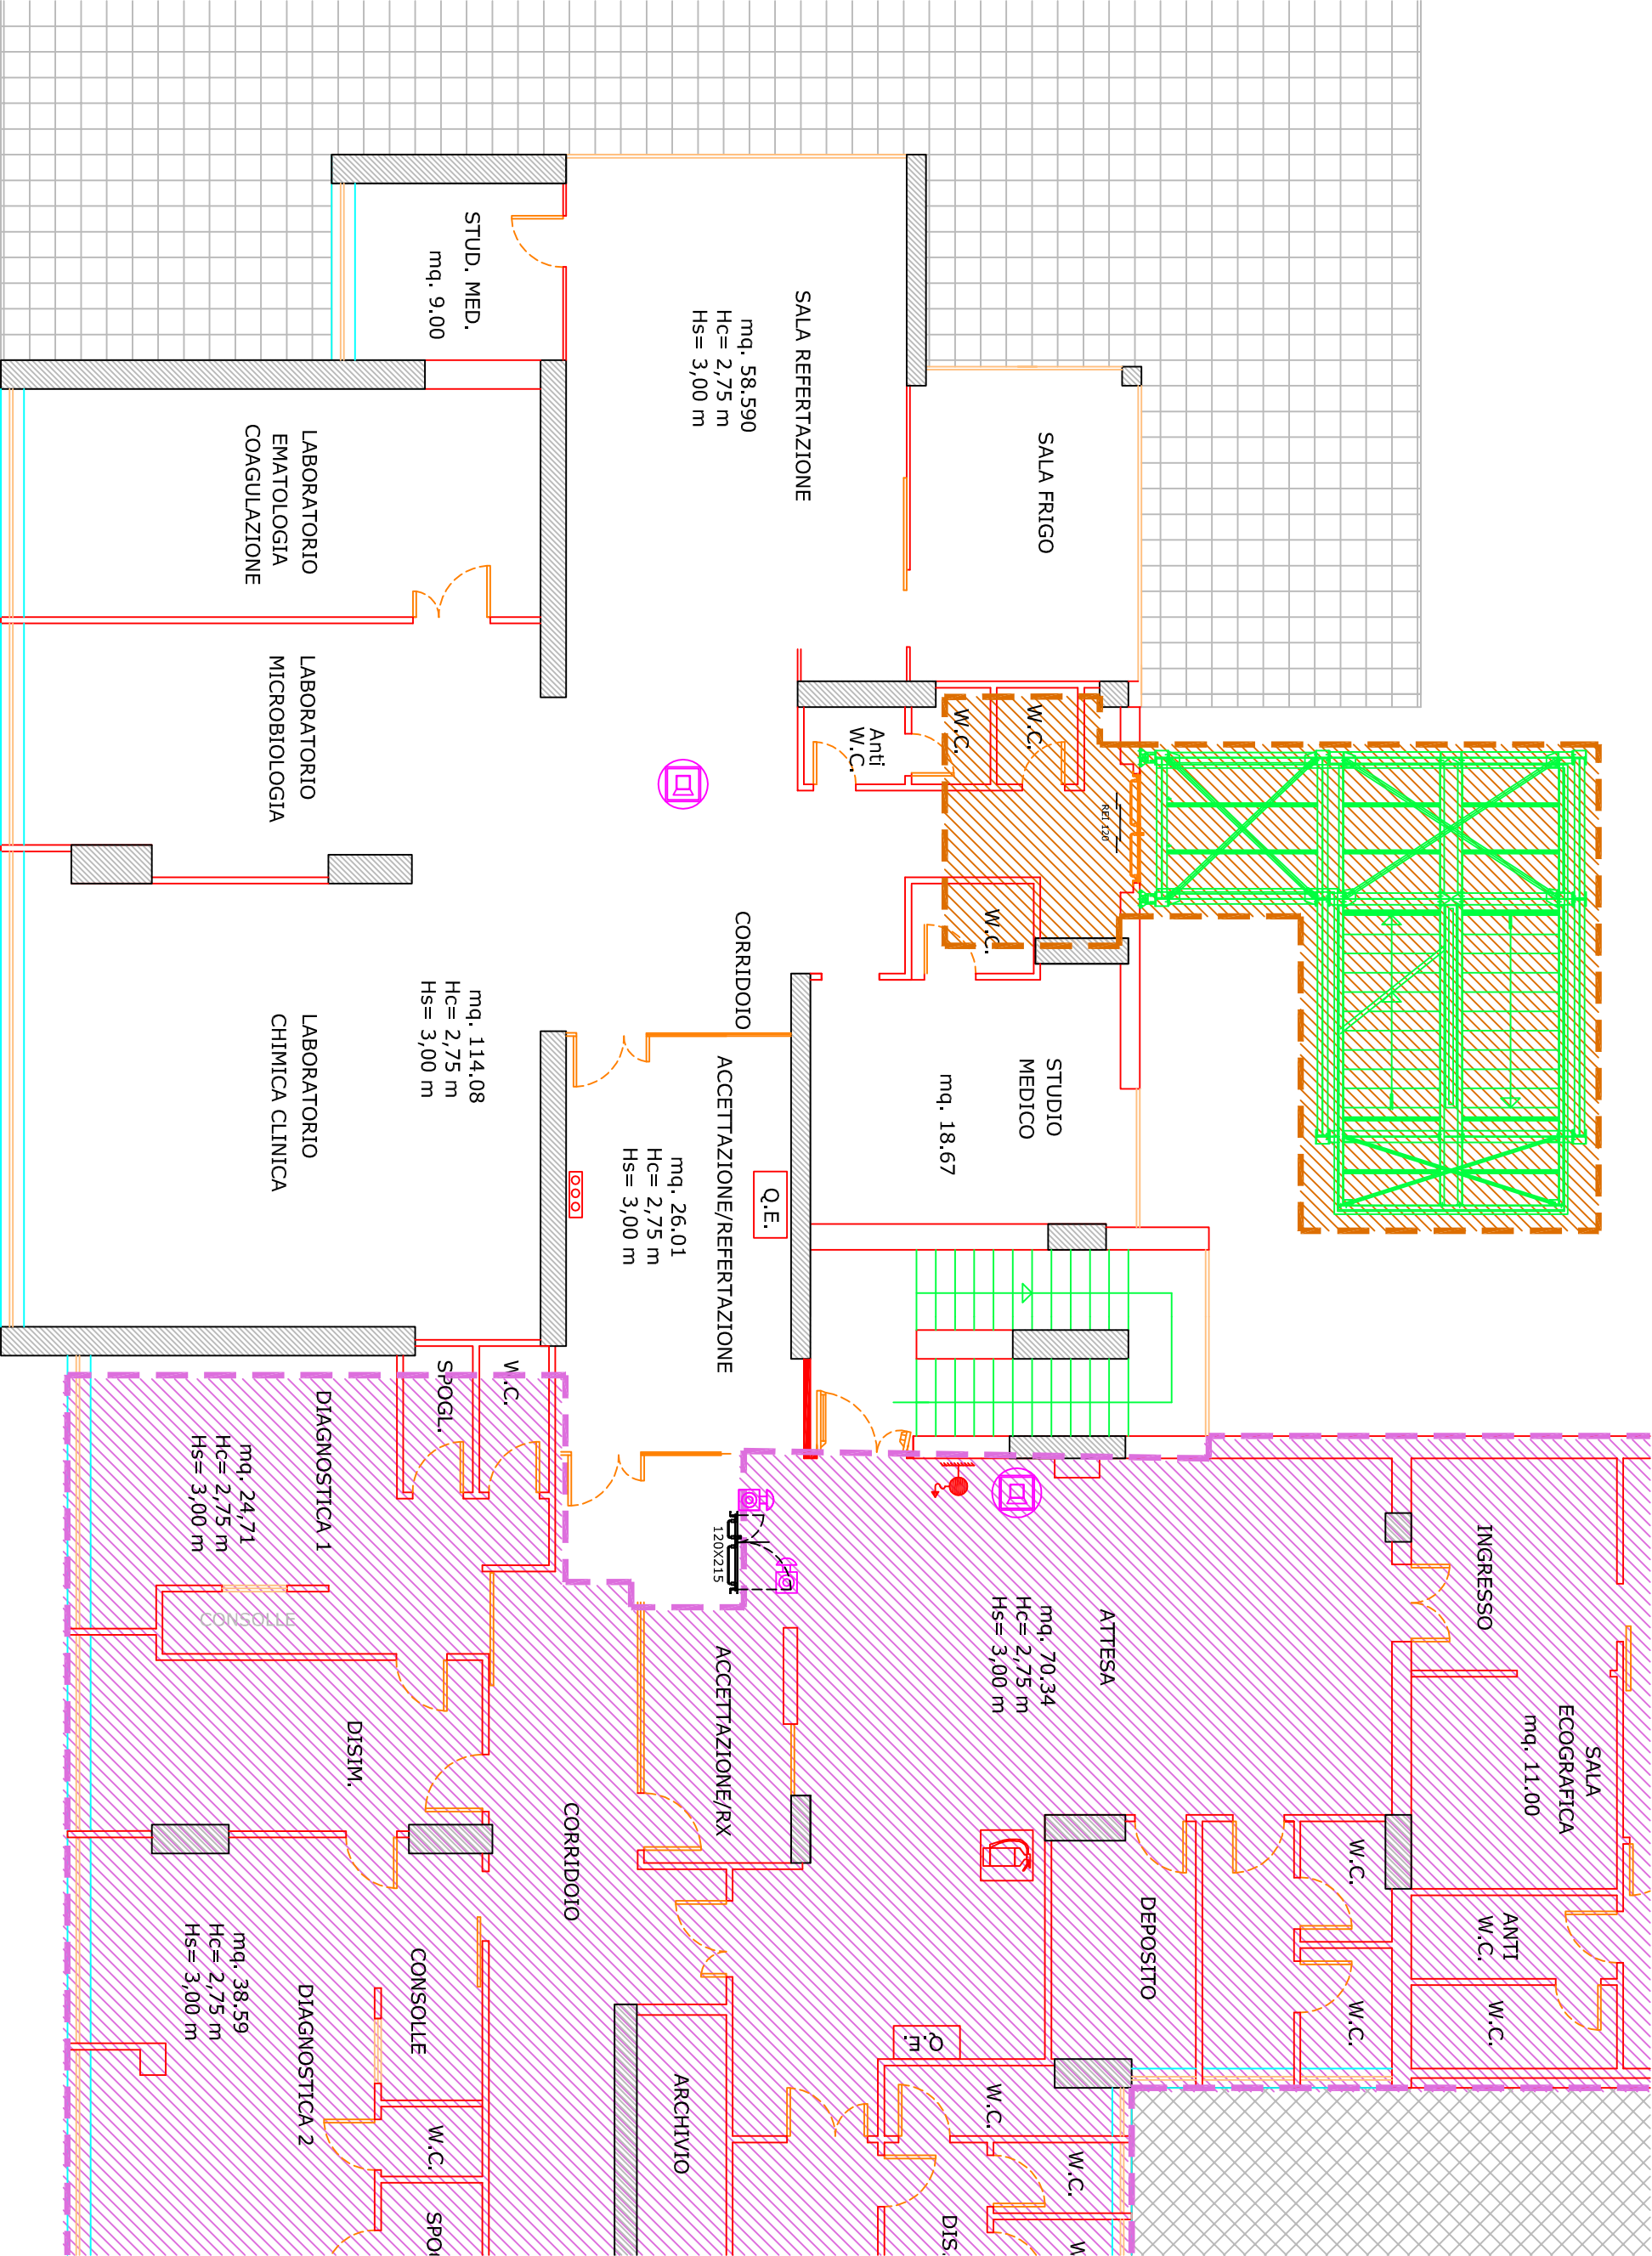 STUD. MED.
mq. 9.00
SALA REFERTAZIONE
mq. 58.590
Hc= 2,75 m
Hs= 3,00 m
SALA FRIGO
LABORATORIO
EMATOLOGIA
COAGULAZIONE
LABORATORIO
MICROBIOLOGIA
Anti
W.C.
W.C.
W.C.
REI 120
W.C.
CORRIDOIO
LABORATORIO
CHIMICA CLINICA
mq. 114.08
Hc= 2,75 m
Hs= 3,00 m
STUDIO
MEDICO
mq. 18.67
ACCETTAZIONE/REFERTAZIONE
mq. 26.01
Hc= 2,75 m
Hs= 3,00 m
Q.E.
W.C.
SPOGL.
DIAGNOSTICA 1
mq. 24,71
Hc= 2,75 m
Hs= 3,00 m
CONSOLLE
120X215
ATTESA
mq. 70.34
Hc= 2,75 m
Hs= 3,00 m
INGRESSO
SALA
ECOGRAFICA
mq. 11.00
ACCETTAZIONE/RX
DISIM.
CORRIDOIO
W.C.
DEPOSITO
ANTI
W.C.
W.C.
W.C.
CONSOLLE
DIAGNOSTICA 2
mq. 38.59
Hc= 2,75 m
Hs= 3,00 m
Q.E.
ARCHIVIO
W.C.
W.C.
W.C.
SPO
DIS.
W